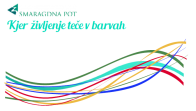 SMARAGDNA POT
Kjer življenje teče v barvah